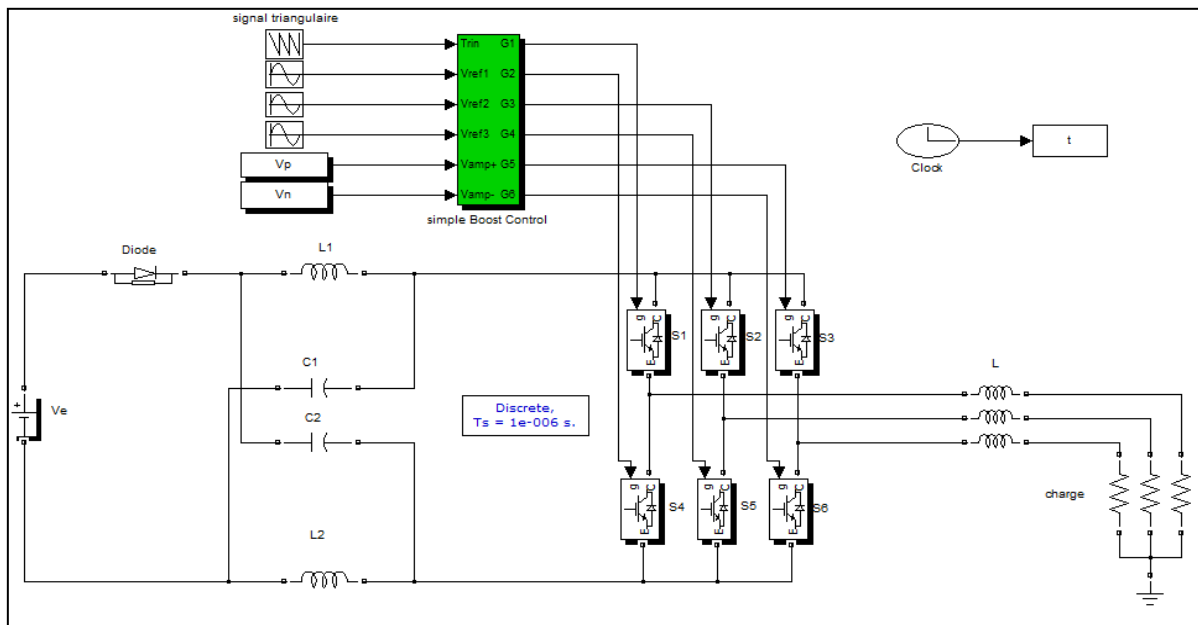 signal triangulaire
Trin G1
Vref1 G2
Vref2 G3
Vref3 G4
Vp
Vamp+ G5
Vn
Vamp- G6
simple Boost Control
t
Clock
Diode
L1
g C
E
S1
g C
E
S2
g C
E
S3
C1
L
+
Ve
Discrete,
Ts = 1e-006 s.
C2
g C
E
S4
g C
E
S5
g C
E
S6
charge
L2